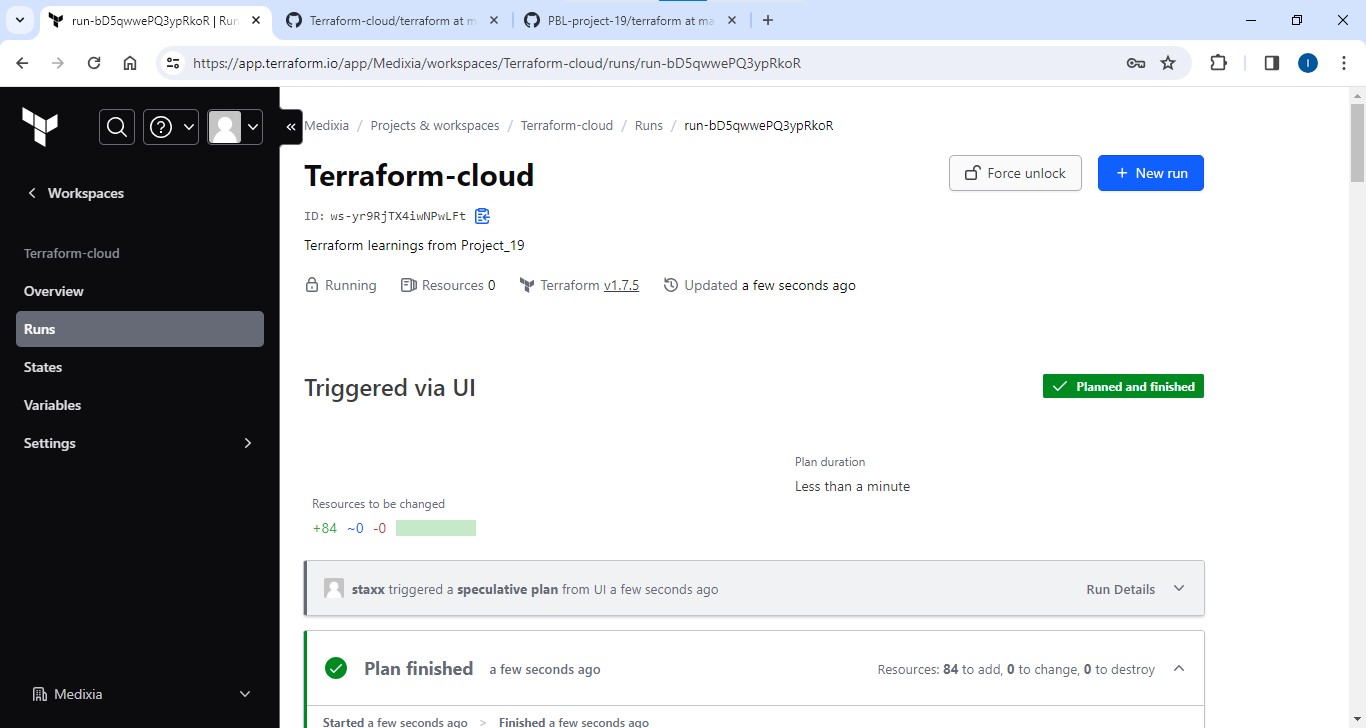 run-bD5qwwePQ3ypRkoR | Run
Terraform-cloud/terraform at m
PBL-project-19/terraform at ma
https://app.terraform.io/app/Medixia/workspaces/Terraform-cloud/runs/run-bD5qwwePQ3ypRkoR
I
Medixia / Projects & workspaces / Terraform-cloud / Runs / run-bD5qwwePQ3ypRkoR
Workspaces
Terraform-cloud
Overview
Runs
States
Variables
Settings
Medixia
Terraform-cloud
Force unlock
+ New run
ID: ws-yr9RjTX4iwNPwLFt
Terraform learnings from Project_19
Running Resources 0 Terraform v1.7.5 Updated a few seconds ago
Triggered via UI
Planned and finished
Plan duration
Less than a minute
Resources to be changed
+84 ~0 -0
staxx triggered a speculative plan from UI a few seconds ago
Run Details
Plan finished a few seconds ago
Resources: 84 to add, 0 to change, 0 to destroy
Started a few seconds ago > Finished a few seconds ago